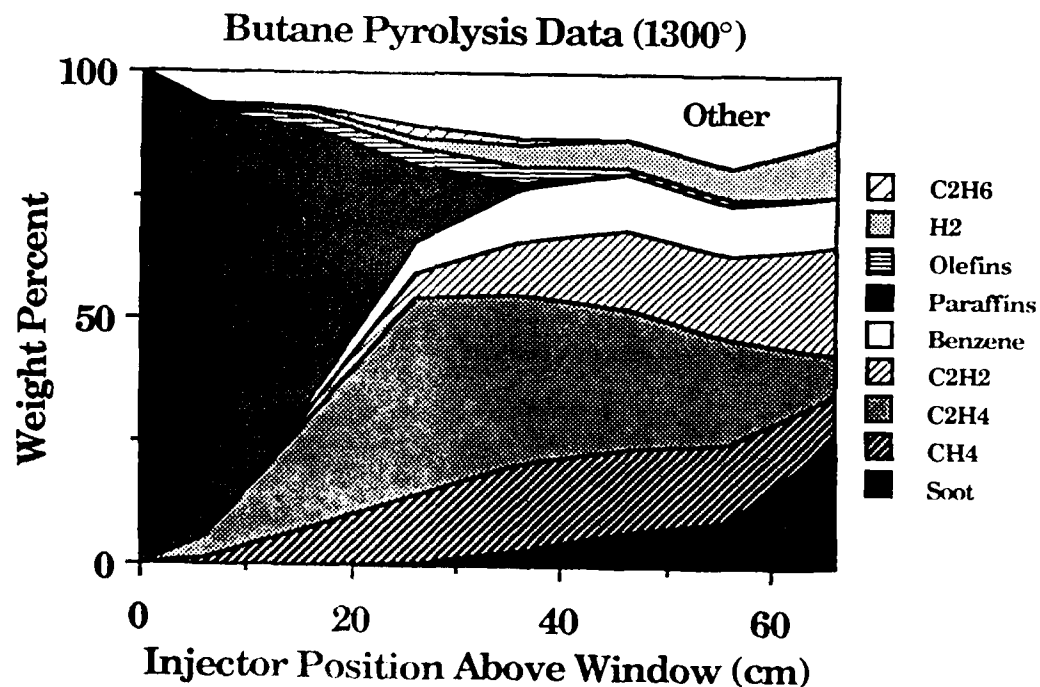 Butane Pyrolysis Data (1300°)
100
50
0
Weight Percent
Other
0
20
40
60
Injector Position Above Window (cm)
C2H6
H2
Olefins
Paraffins
Benzene
C2H2
C2H4
CH4
Soot